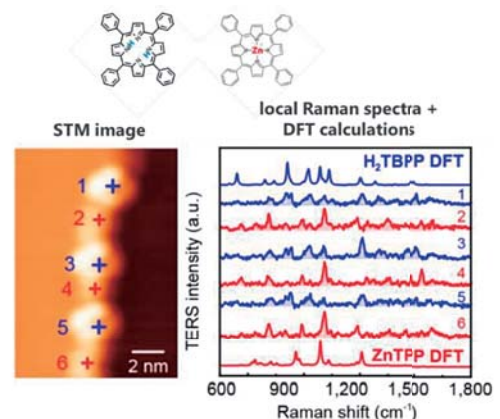 Zn
local Raman spectra +
STM image
DFT calculations
1
2
3
4
5
6
2 nm
TERS intensity (a.u.)
H₂TBPP DFT
1
2
3
4
5
6
ZnTPP DFT
600
900
1,200
1,500
1,800
Raman shift (cm⁻¹)